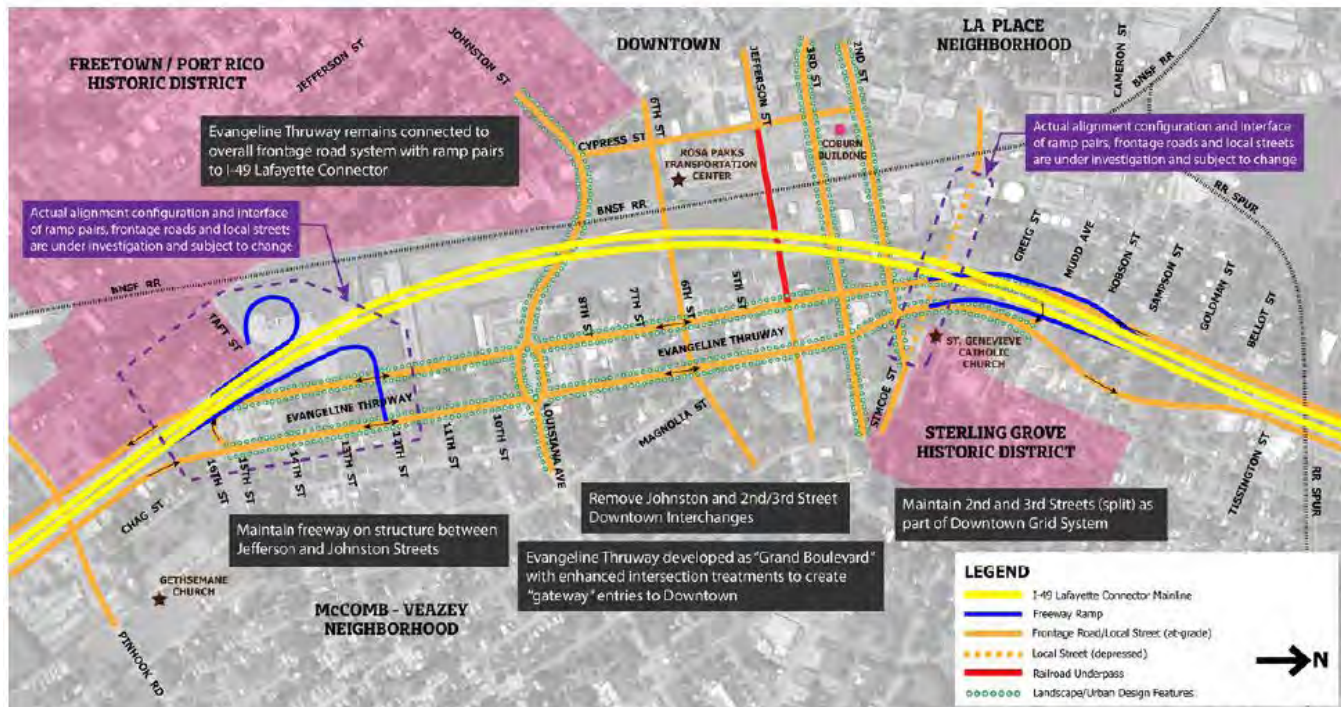 FREETOWN / PORT RICO
HISTORIC DISTRICT
JEFFERSON ST
JOHNSTON ST
DOWNTOWN
JEFFERSON ST
3RD ST
2ND ST
LA PLACE
NEIGHBORHOOD
CAMERON ST
BNSF RR
Evangeline Thruway remains connected to
overall frontage road system with ramp pairs
to I-49 Lafayette Connector
CYPRESS ST
6TH ST
ROSA PARKS
TRANSPORTATION
CENTER
COBURN
BUILDING
Actual alignment configuration and interface
of ramp pairs, frontage roads and local streets
are under investigation and subject to change
RR SPUR
Actual alignment configuration and interface
of ramp pairs, frontage roads and local streets
are under investigation and subject to change
BNSF RR
BNSF RR
TAFT ST
GREIG ST
MUDD AVE
HOBSON ST
SAMPSON ST
GOLDMAN ST
BELLOT ST
8TH ST
7TH ST
6TH ST
5TH ST
EVANGELINE THRUWAY
EVANGELINE THRUWAY
ST. GENEVIEVE
CATHOLIC
CHURCH
SIMCOE ST
CHAG ST
16TH ST
15TH ST
14TH ST
13TH ST
12TH ST
11TH ST
10TH ST
LOUISIANA AVE
MAGNOLIA ST
STERLING GROVE
HISTORIC DISTRICT
TISSINGTON ST
RR SPUR
Maintain freeway on structure between
Jefferson and Johnston Streets
Remove Johnston and 2nd/3rd Street
Downtown Interchanges
Maintain 2nd and 3rd Streets (split) as
part of Downtown Grid System
Evangeline Thruway developed as "Grand Boulevard"
with enhanced intersection treatments to create
"gateway" entries to Downtown
GETHSEMANE
CHURCH
PINHOOK RD
McCOMB - VEAZEY
NEIGHBORHOOD
LEGEND
I-49 Lafayette Connector Mainline
Freeway Ramp
Frontage Road/Local Street (at-grade)
Local Street (depressed)
Railroad Underpass
Landscape/Urban Design Features
N